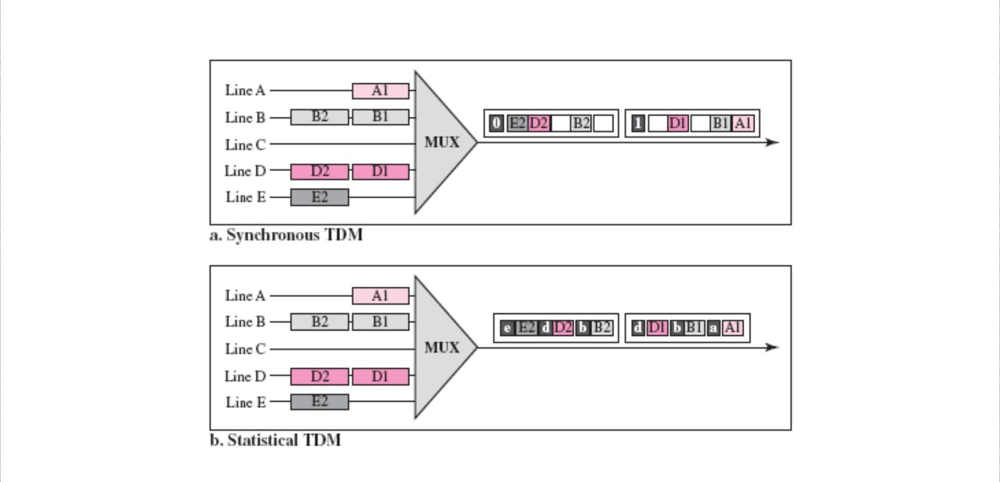 Line A A1
Line B B2 B1
Line C
Line D D2 D1
Line E E2
MUX
0 E2 D2 B2 1 D1 B1 A1
a. Synchronous TDM
Line A A1
Line B B2 B1
Line C
Line D D2 D1
Line E E2
MUX
e E2 d D2 b B2 d D1 b B1 a A1
b. Statistical TDM